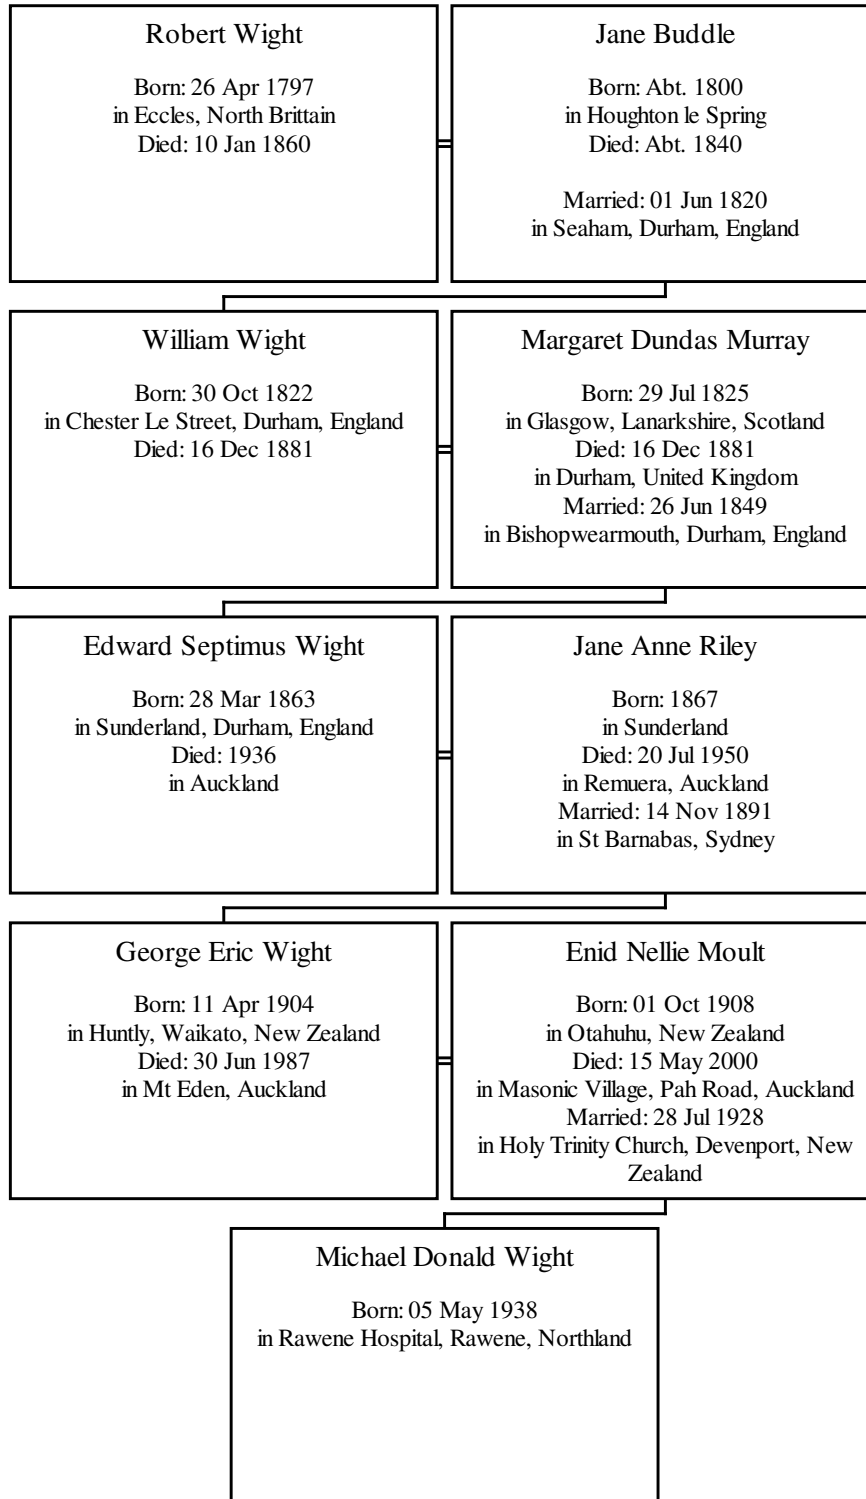 Robert Wight
Born: 26 Apr 1797
in Eccles, North Brittain
Died: 10 Jan 1860
Jane Buddle
Born: Abt. 1800
in Houghton le Spring
Died: Abt. 1840
Married: 01 Jun 1820
in Seaham, Durham, England
William Wight
Born: 30 Oct 1822
in Chester Le Street, Durham, England
Died: 16 Dec 1881
Margaret Dundas Murray
Born: 29 Jul 1825
in Glasgow, Lanarkshire, Scotland
Died: 16 Dec 1881
in Durham, United Kingdom
Married: 26 Jun 1849
in Bishopwearmouth, Durham, England
Edward Septimus Wight
Born: 28 Mar 1863
in Sunderland, Durham, England
Died: 1936
in Auckland
Jane Anne Riley
Born: 1867
in Sunderland
Died: 20 Jul 1950
in Remuera, Auckland
Married: 14 Nov 1891
in St Barnabas, Sydney
George Eric Wight
Born: 11 Apr 1904
in Huntly, Waikato, New Zealand
Died: 30 Jun 1987
in Mt Eden, Auckland
Enid Nellie Moult
Born: 01 Oct 1908
in Otahuhu, New Zealand
Died: 15 May 2000
in Masonic Village, Pah Road, Auckland
Married: 28 Jul 1928
in Holy Trinity Church, Devenport, New
Zealand
Michael Donald Wight
Born: 05 May 1938
in Rawene Hospital, Rawene, Northland